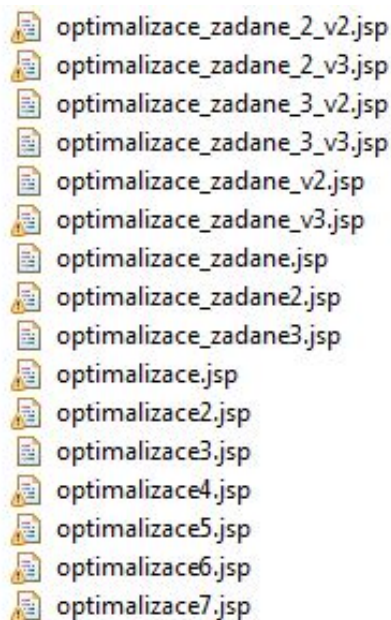 optimalizace_zadane_2_v2.jsp
optimalizace_zadane_2_v3.jsp
optimalizace_zadane_3_v2.jsp
optimalizace_zadane_3_v3.jsp
optimalizace_zadane_v2.jsp
optimalizace_zadane_v3.jsp
optimalizace_zadane.jsp
optimalizace_zadane2.jsp
optimalizace_zadane3.jsp
optimalizace.jsp
optimalizace2.jsp
optimalizace3.jsp
optimalizace4.jsp
optimalizace5.jsp
optimalizace6.jsp
optimalizace7.jsp